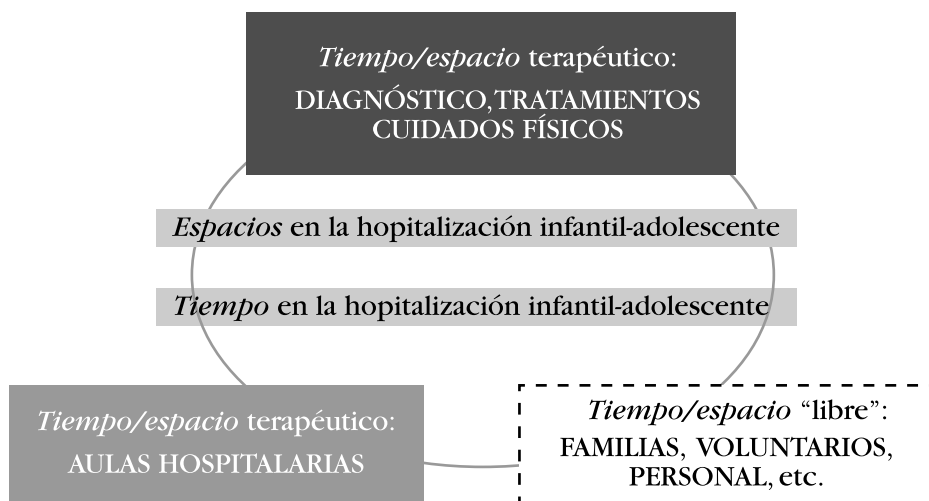 Tiempo/espacio terapéutico:
DIAGNÓSTICO, TRATAMIENTOS
CUIDADOS FÍSICOS
Espacios en la hopitalización infantil-adolescente
Tiempo en la hopitalización infantil-adolescente
Tiempo/espacio terapéutico:
AULAS HOSPITALARIAS
Tiempo/espacio “libre”:
FAMILIAS, VOLUNTARIOS,
PERSONAL, etc.